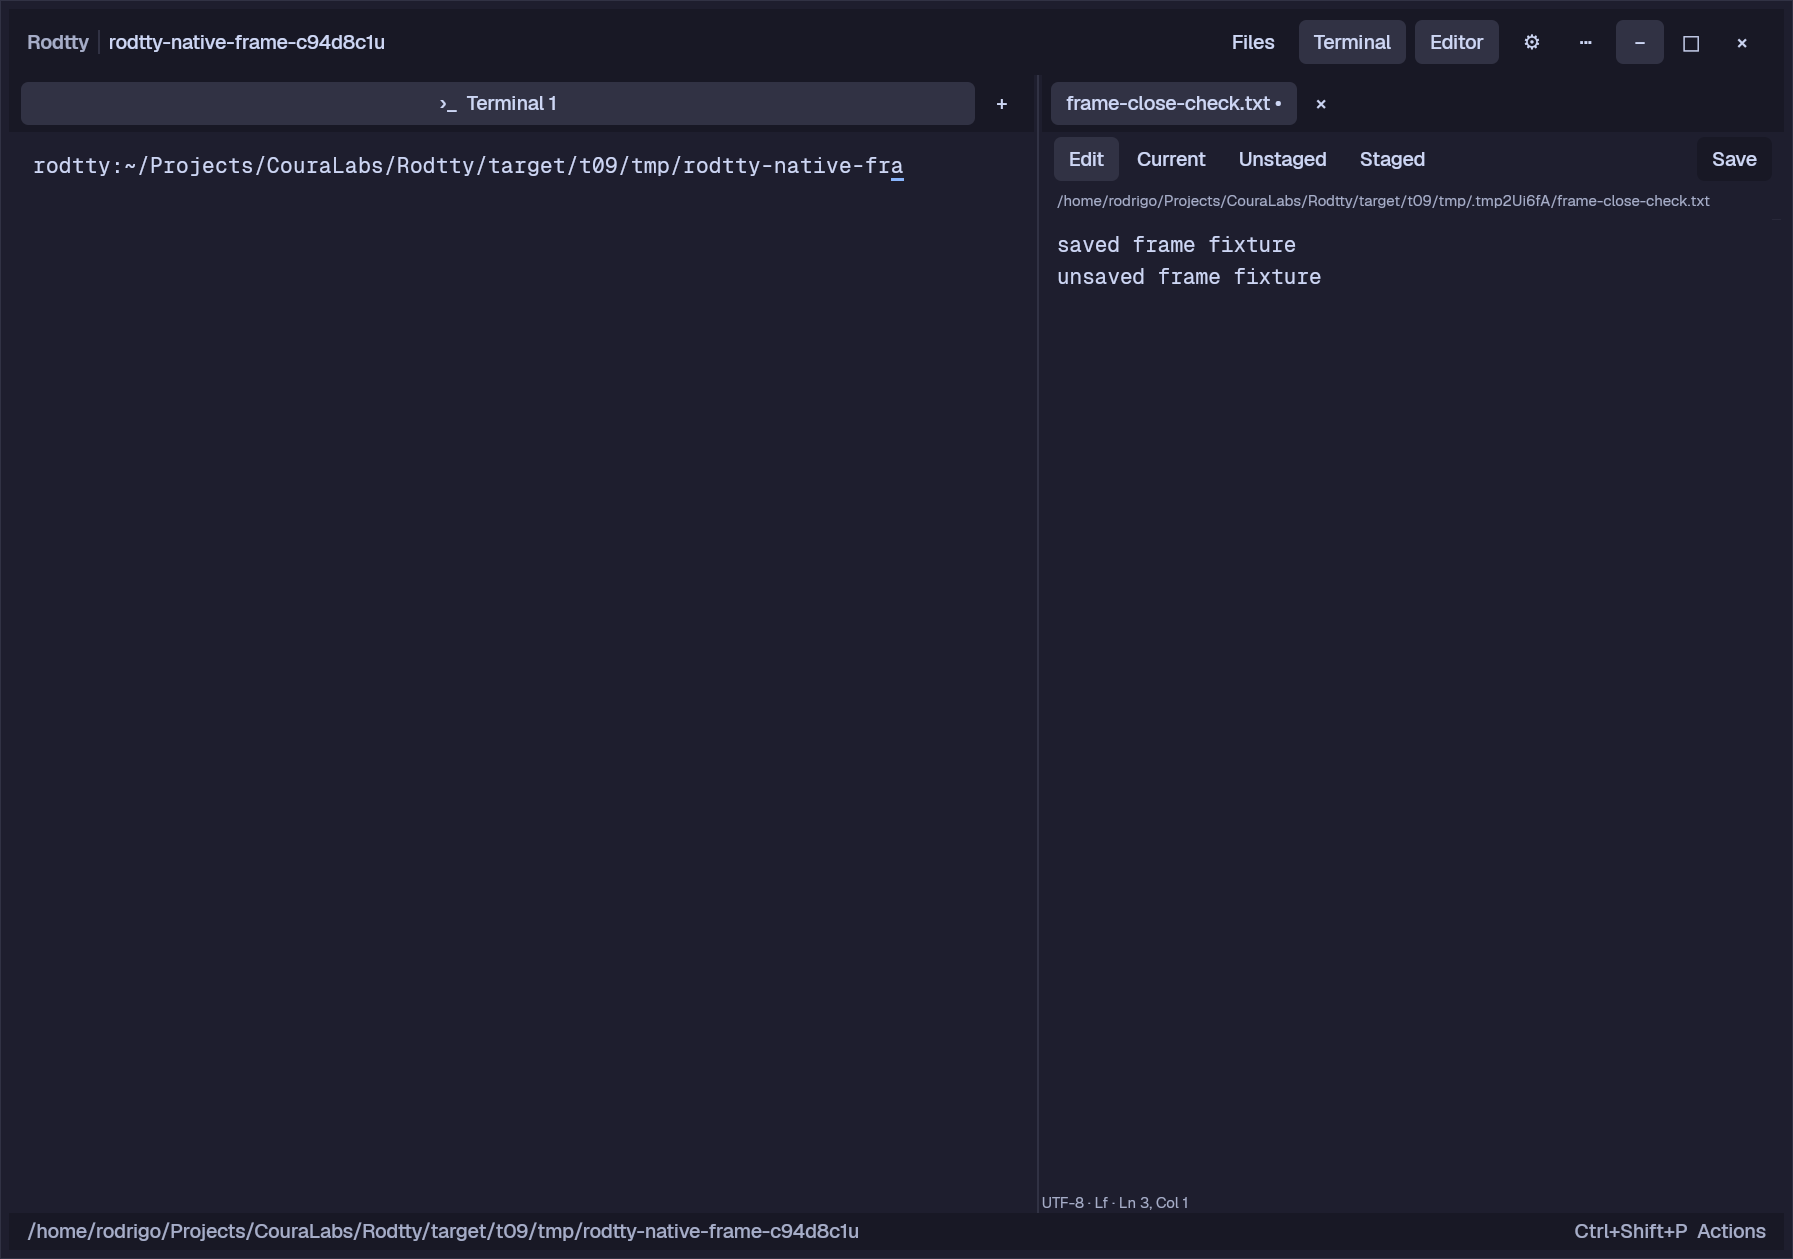 Rodtty | rodtty-native-frame-c94d8c1u Files Terminal Editor ⚙ ··· − □ ×
›_ Terminal 1 + frame-close-check.txt • ×
Edit Current Unstaged Staged Save
rodtty:~/Projects/CouraLabs/Rodtty/target/t09/tmp/rodtty-native-fra
/home/rodrigo/Projects/CouraLabs/Rodtty/target/t09/tmp/.tmp2Ui6fA/frame-close-check.txt
saved frame fixture
unsaved frame fixture
UTF-8 · Lf · Ln 3, Col 1
/home/rodrigo/Projects/CouraLabs/Rodtty/target/t09/tmp/rodtty-native-frame-c94d8c1u Ctrl+Shift+P Actions